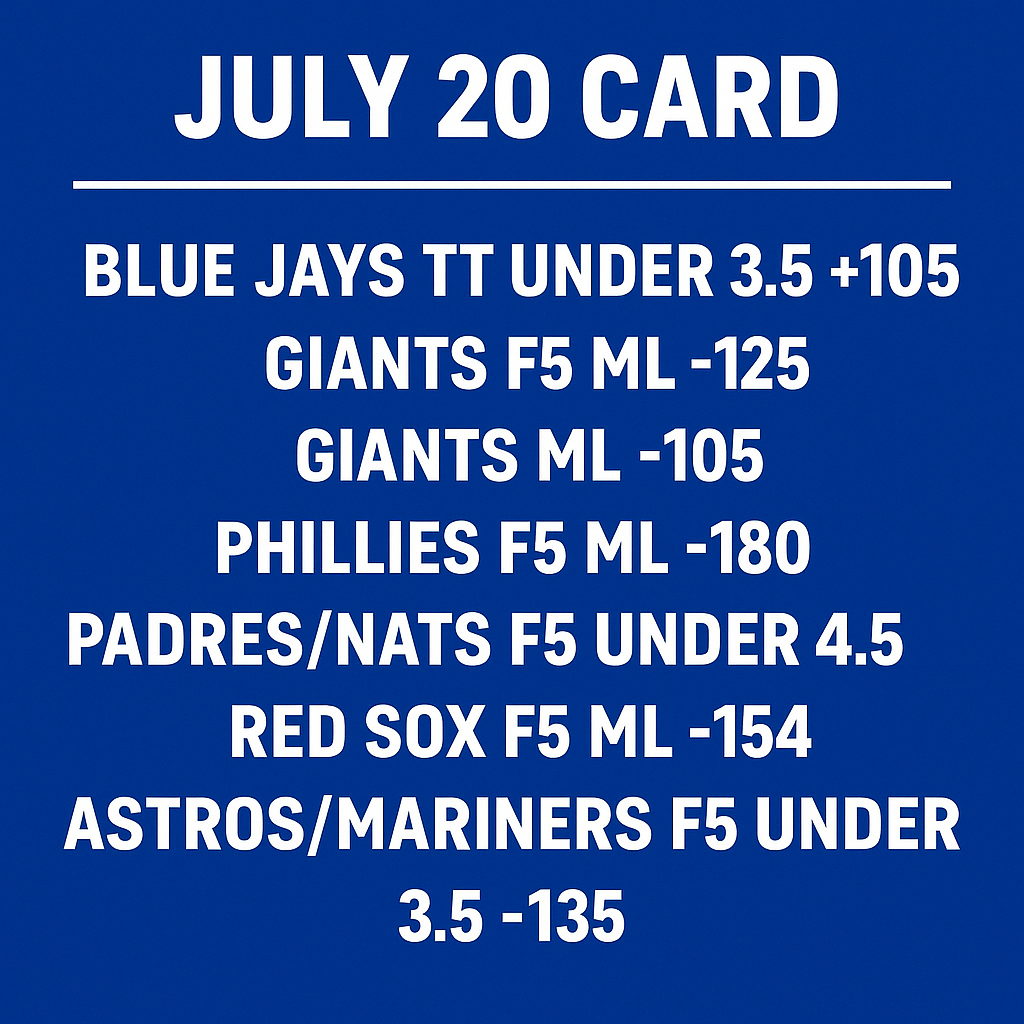 JULY 20 CARD
BLUE JAYS TT UNDER 3.5 +105
GIANTS F5 ML -125
GIANTS ML -105
PHILLIES F5 ML -180
PADRES/NATS F5 UNDER 4.5
RED SOX F5 ML -154
ASTROS/MARINERS F5 UNDER
3.5 -135